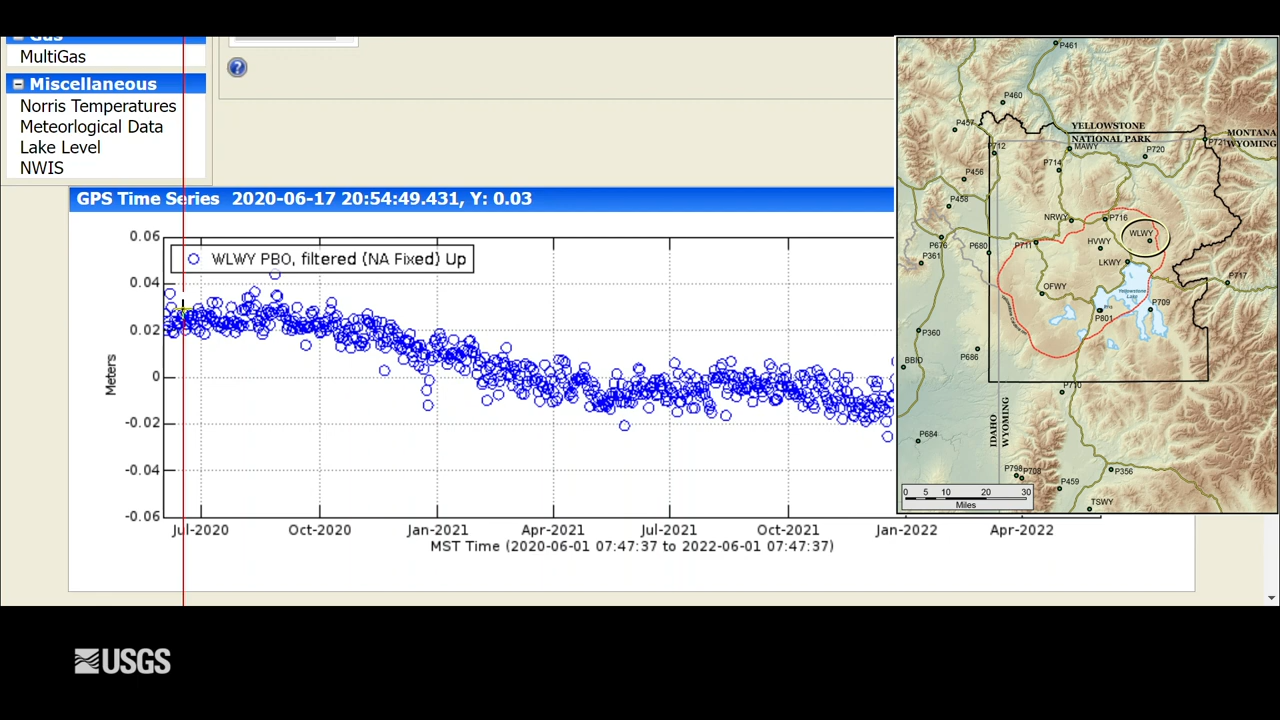 Gas
MultiGas
Miscellaneous
Norris Temperatures
Meteorlogical Data
Lake Level
NWIS
?
GPS Time Series 2020-06-17 20:54:49.431, Y: 0.03
WLWY PBO, filtered (NA Fixed) Up
0.06
0.04
0.02
0
-0.02
-0.04
-0.06
Meters
Jul-2020 Oct-2020 Jan-2021 Apr-2021 Jul-2021 Oct-2021 Jan-2022 Apr-2022
MST Time (2020-06-01 07:47:37 to 2022-06-01 07:47:37)
P461
P460
P457
YELLOWSTONE
NATIONAL PARK
MONTANA
WYOMING
P712
MAWY
P720
P721
P714
P456
P458
NRWY
P716
WLWY
P676
P680
P711
HVWY
P361
LKWY
P717
OFWY
Yellowstone
Lake
P709
P801
P360
P686
BBID
P710
IDAHO
WYOMING
P684
P798
P708
P356
P459
TSWY
0 5 10 20 30
Miles
USGS